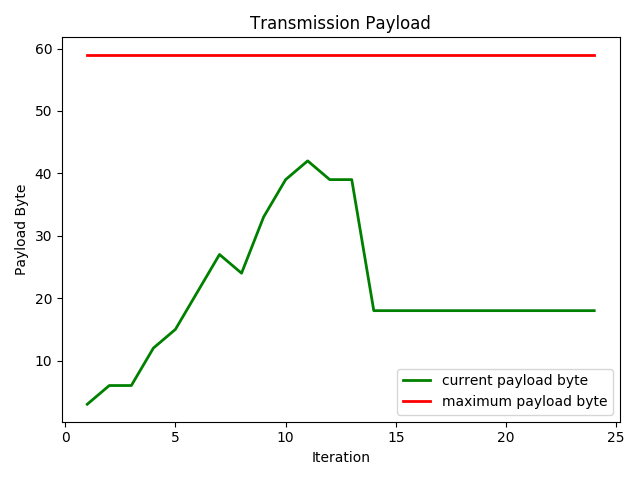 Transmission Payload
60
50
40
30
20
10
Payload Byte
current payload byte
maximum payload byte
0 5 10 15 20 25
Iteration